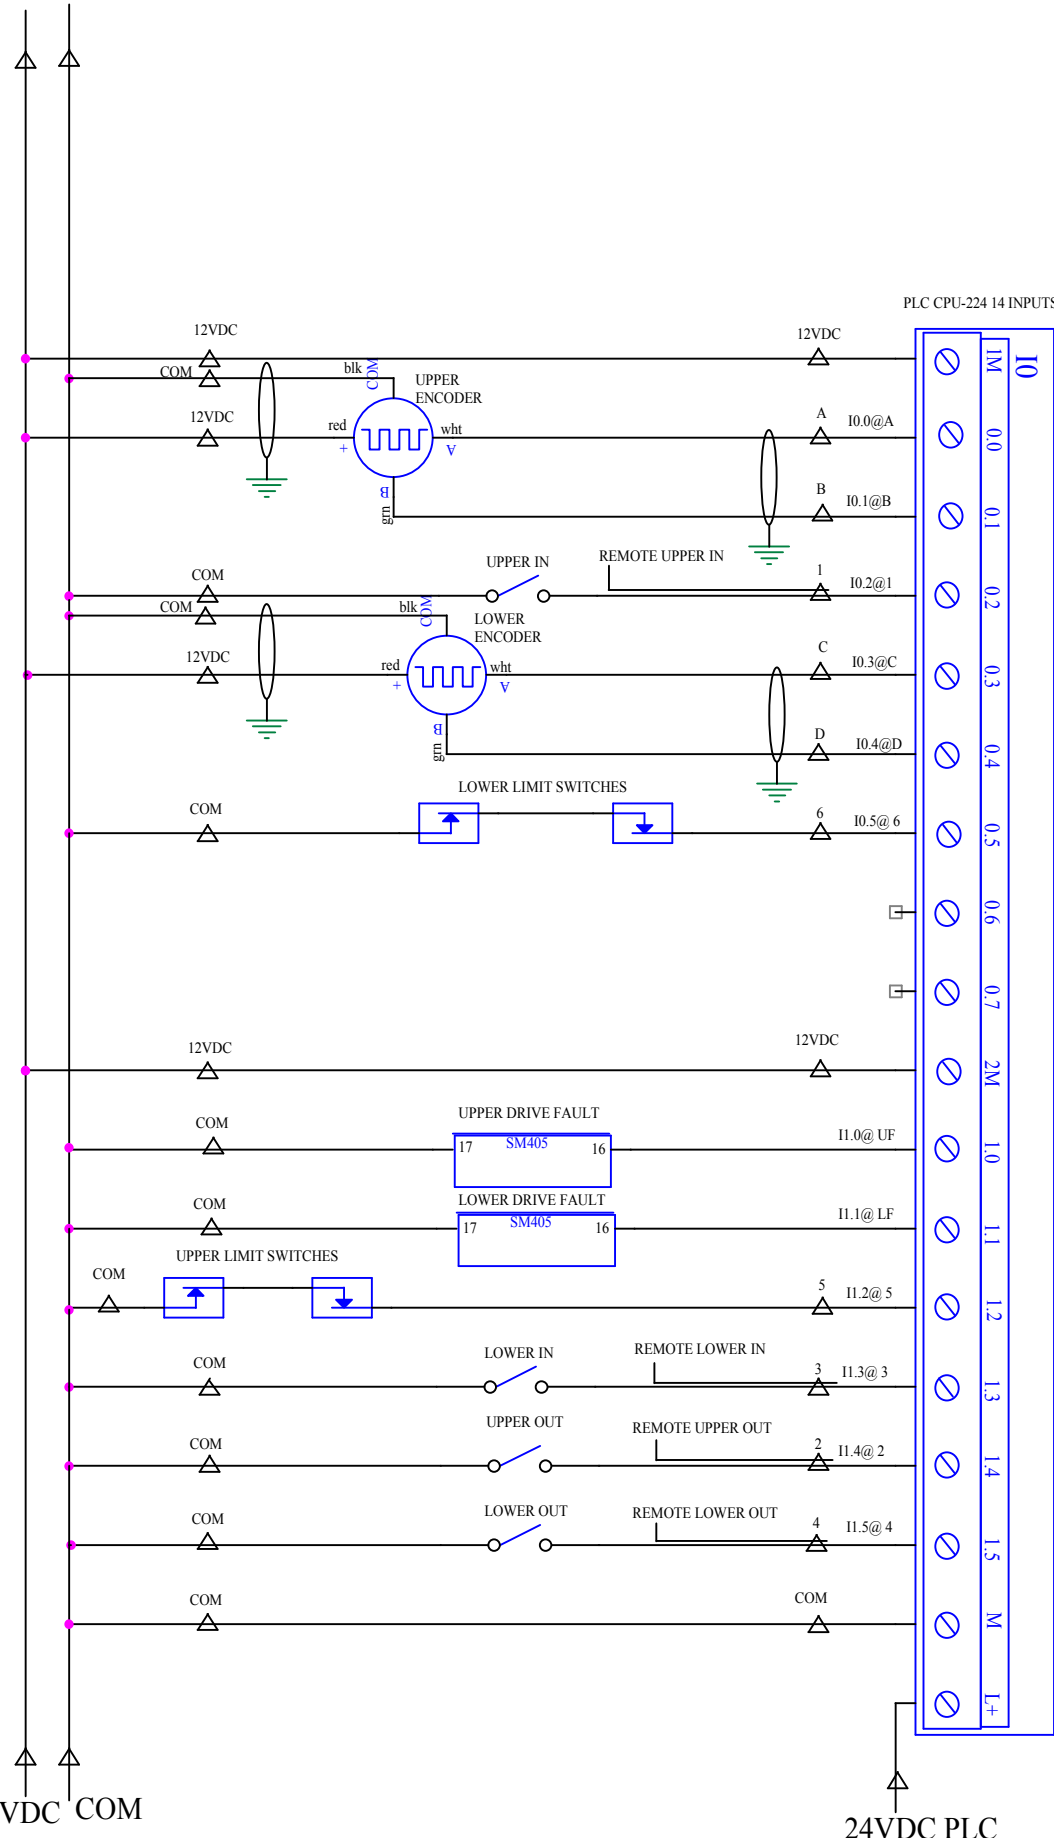 PLC CPU-224 14 INPUTS
I0
12VDC
12VDC
1M
COM
blk
COM
UPPER
ENCODER
12VDC
red
+
wht
A
A
I0.0@A
0.0
B
grn
B
I0.1@B
0.1
UPPER IN
REMOTE UPPER IN
COM
1
I0.2@1
0.2
COM
blk
COM
LOWER
ENCODER
12VDC
red
+
wht
A
C
I0.3@C
0.3
B
grn
D
I0.4@D
0.4
LOWER LIMIT SWITCHES
COM
6
I0.5@ 6
0.5
0.6
0.7
12VDC
12VDC
2M
UPPER DRIVE FAULT
COM
17
SM405
16
I1.0@ UF
1.0
LOWER DRIVE FAULT
COM
17
SM405
16
I1.1@ LF
1.1
UPPER LIMIT SWITCHES
COM
5
I1.2@ 5
1.2
LOWER IN
REMOTE LOWER IN
COM
3
I1.3@ 3
1.3
UPPER OUT
REMOTE UPPER OUT
COM
2
I1.4@ 2
1.4
LOWER OUT
REMOTE LOWER OUT
COM
4
I1.5@ 4
1.5
COM
COM
M
L+
VDC
COM
24VDC PLC